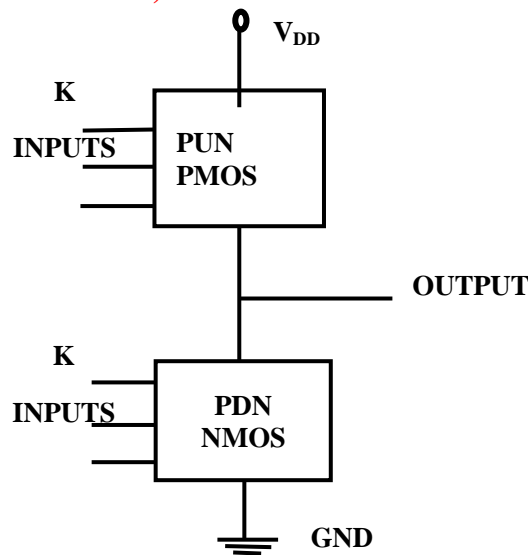 V_DD
K
INPUTS
PUN
PMOS
OUTPUT
K
INPUTS
PDN
NMOS
GND